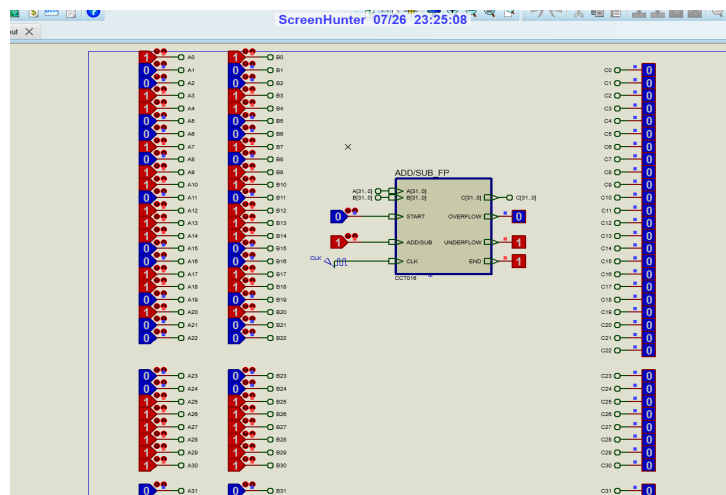 ScreenHunter 07/26 23:25:08
out
1 A0 1 B0
0 A1 0 B1 C0 0
0 A2 0 B2 C1 0
1 A3 1 B3 C2 0
1 A4 1 B4 C3 0
0 A5 0 B5 C4 0
0 A6 0 B6 C5 0
1 A7 1 B7 C6 0
0 A8 0 B8 C7 0
1 A9 1 B9 C8 0
1 A10 1 B10 C9 0
0 A11 0 B11 C10 0
1 A12 1 B12 C11 0
1 A13 1 B13 C12 0
1 A14 1 B14 C13 0
0 A15 0 B15 C14 0
0 A16 0 B16 C15 0
1 A17 1 B17 C16 0
1 A18 1 B18 C17 0
0 A19 0 B19 C18 0
1 A20 1 B20 C19 0
0 A21 0 B21 C20 0
0 A22 0 B22 C21 0
C22 0
0 A23 0 B23 C23 0
0 A24 0 B24 C24 0
1 A25 1 B25 C25 0
1 A26 1 B26 C26 0
1 A27 1 B27 C27 0
1 A28 1 B28 C28 0
1 A29 1 B29 C29 0
1 A30 1 B30 C30 0
0 A31 0 B31 C31 0
ADD/SUB_FP
A[31..0] A[31..0]
B[31..0] B[31..0] C[31..0] C[31..0]
0 START OVERFLOW 0
1 ADD/SUB UNDERFLOW 1
CLK CLK END 1
CCT016